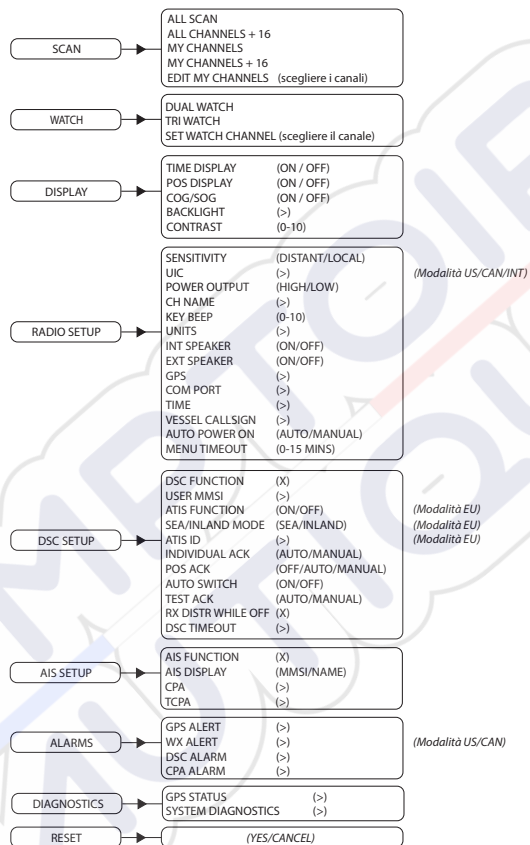 SCAN
ALL SCAN
ALL CHANNELS + 16
MY CHANNELS
MY CHANNELS + 16
EDIT MY CHANNELS (scegliere i canali)
WATCH
DUAL WATCH
TRI WATCH
SET WATCH CHANNEL (scegliere il canale)
DISPLAY
TIME DISPLAY (ON / OFF)
POS DISPLAY (ON / OFF)
COG/SOG (ON / OFF)
BACKLIGHT (>)
CONTRAST (0-10)
RADIO SETUP
SENSITIVITY (DISTANT/LOCAL)
UIC (>) (Modalità US/CAN/INT)
POWER OUTPUT (HIGH/LOW)
CH NAME (>)
KEY BEEP (0-10)
UNITS (>)
INT SPEAKER (ON/OFF)
EXT SPEAKER (ON/OFF)
GPS (>)
COM PORT (>)
TIME (>)
VESSEL CALLSIGN (>)
AUTO POWER ON (AUTO/MANUAL)
MENU TIMEOUT (0-15 MINS)
DSC SETUP
DSC FUNCTION (X)
USER MMSI (>)
ATIS FUNCTION (ON/OFF) (Modalità EU)
SEA/INLAND MODE (SEA/INLAND) (Modalità EU)
ATIS ID (>) (Modalità EU)
INDIVIDUAL ACK (AUTO/MANUAL)
POS ACK (OFF/AUTO/MANUAL)
AUTO SWITCH (ON/OFF)
TEST ACK (AUTO/MANUAL)
RX DISTR WHILE OFF (X)
DSC TIMEOUT (>)
AIS SETUP
AIS FUNCTION (X)
AIS DISPLAY (MMSI/NAME)
CPA (>)
TCPA (>)
ALARMS
GPS ALERT (>)
WX ALERT (>) (Modalità US/CAN)
DSC ALARM (>)
CPA ALARM (>)
DIAGNOSTICS
GPS STATUS (>)
SYSTEM DIAGNOSTICS (>)
RESET
(YES/CANCEL)